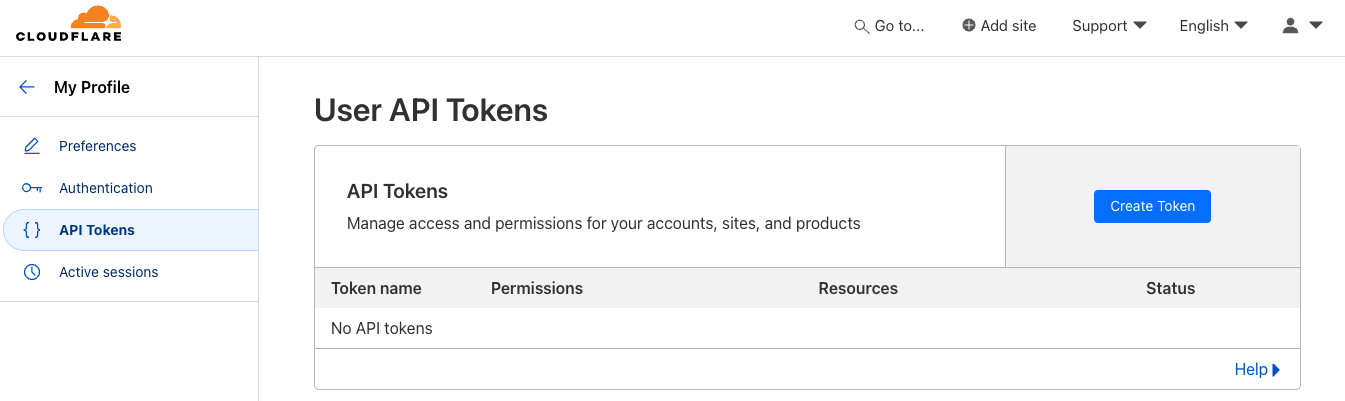 CLOUDFLARE
Go to...
Add site
Support
English
My Profile
Preferences
Authentication
API Tokens
Active sessions
User API Tokens
API Tokens
Manage access and permissions for your accounts, sites, and products
Create Token
Token name Permissions Resources Status
No API tokens
Help